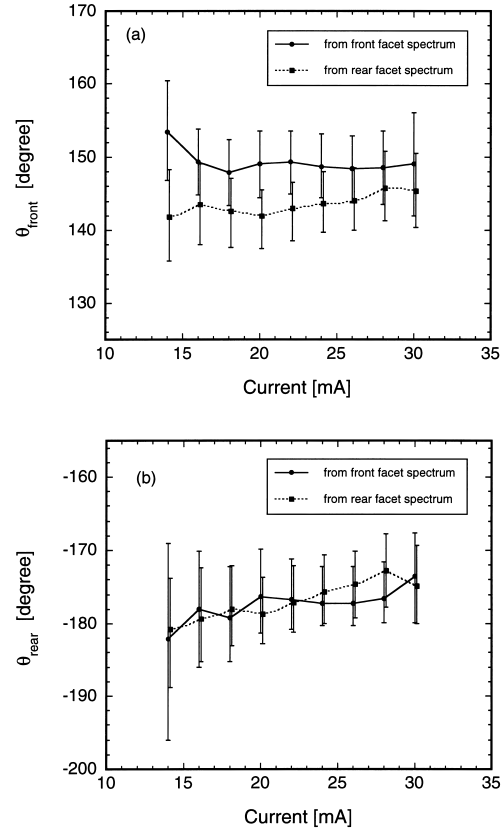 170
(a)
from front facet spectrum
from rear facet spectrum
160
150
140
130
θfront [degree]
10 15 20 25 30 35
Current [mA]
(b)
from front facet spectrum
from rear facet spectrum
-160
-170
-180
-190
-200
θrear [degree]
10 15 20 25 30 35
Current [mA]